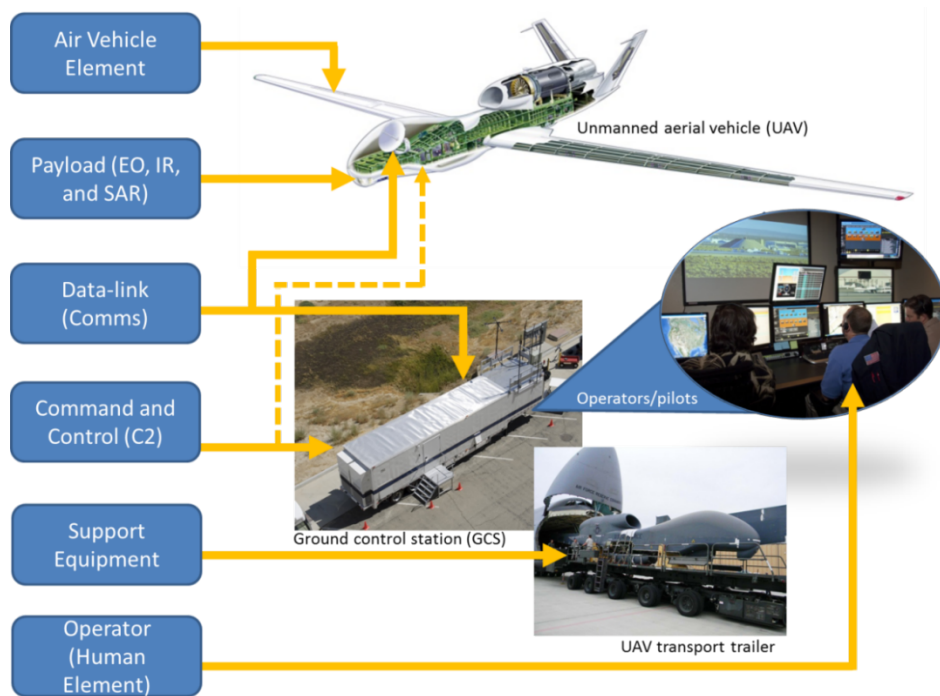 Air Vehicle
Element
Unmanned aerial vehicle (UAV)
Payload (EO, IR,
and SAR)
Data-link
(Comms)
Command and
Control (C2)
Operators/pilots
Support
Equipment
Ground control station (GCS)
Operator
(Human
Element)
UAV transport trailer